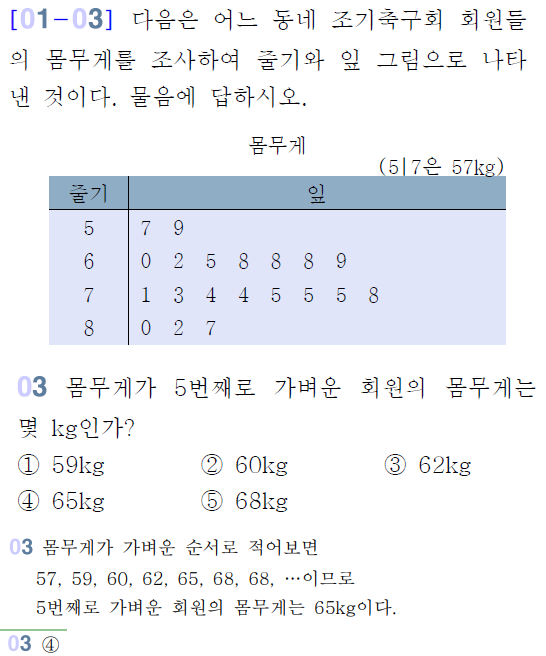 [01-03] 다음은 어느 동네 조기축구회 회원들
의 몸무게를 조사하여 줄기와 잎 그림으로 나타
낸 것이다. 물음에 답하시오.
몸무게
(5|7은 57kg)
줄기 잎
5 7 9
6 0 2 5 8 8 8 9
7 1 3 4 4 5 5 5 8
8 0 2 7
03 몸무게가 5번째로 가벼운 회원의 몸무게는
몇 kg인가?
① 59kg ② 60kg ③ 62kg
④ 65kg ⑤ 68kg
03 몸무게가 가벼운 순서로 적어보면
57, 59, 60, 62, 65, 68, 68, …이므로
5번째로 가벼운 회원의 몸무게는 65kg이다.
03 ④